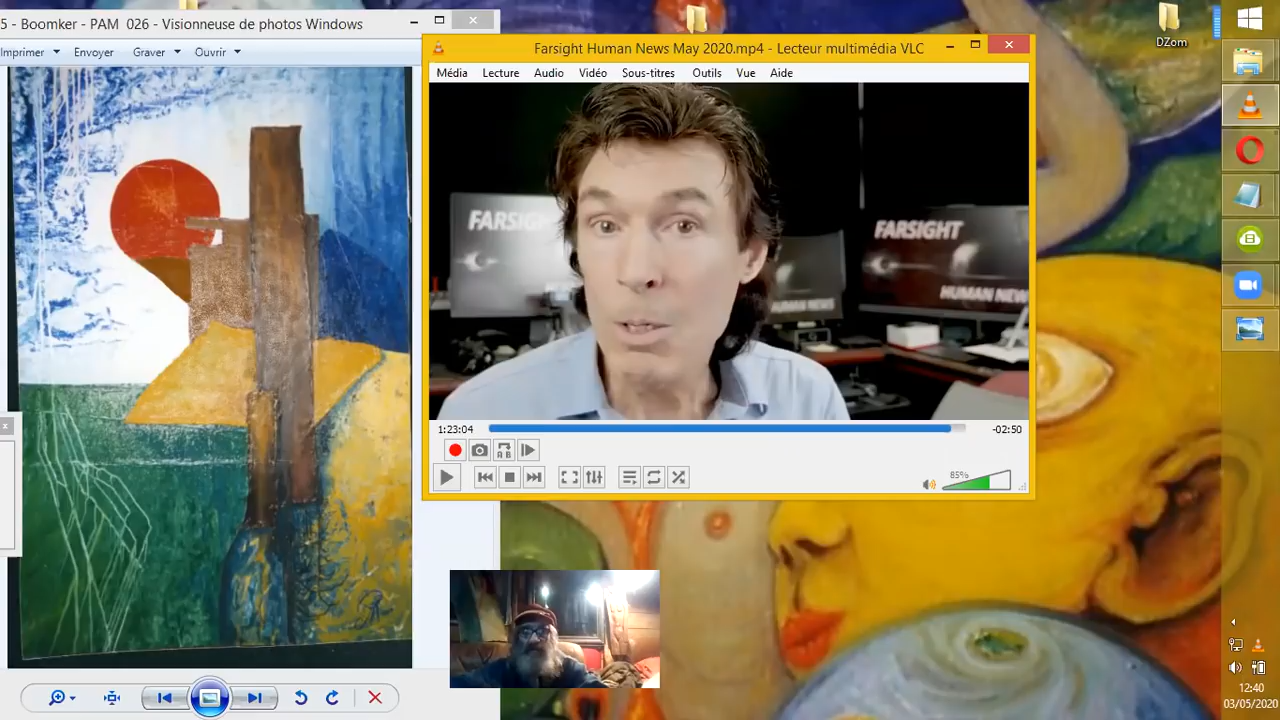 5 - Boomker - PAM 026 - Visionneuse de photos Windows
Imprimer Envoyer Graver Ouvrir
Farsight Human News May 2020.mp4 - Lecteur multimédia VLC
Média Lecture Audio Vidéo Sous-titres Outils Vue Aide
FARSIGHT
FARSIGHT
HUMAN NEWS
HUMAN NEW
1:23:04
-02:50
A B
85%
DZom
12:40
03/05/2020